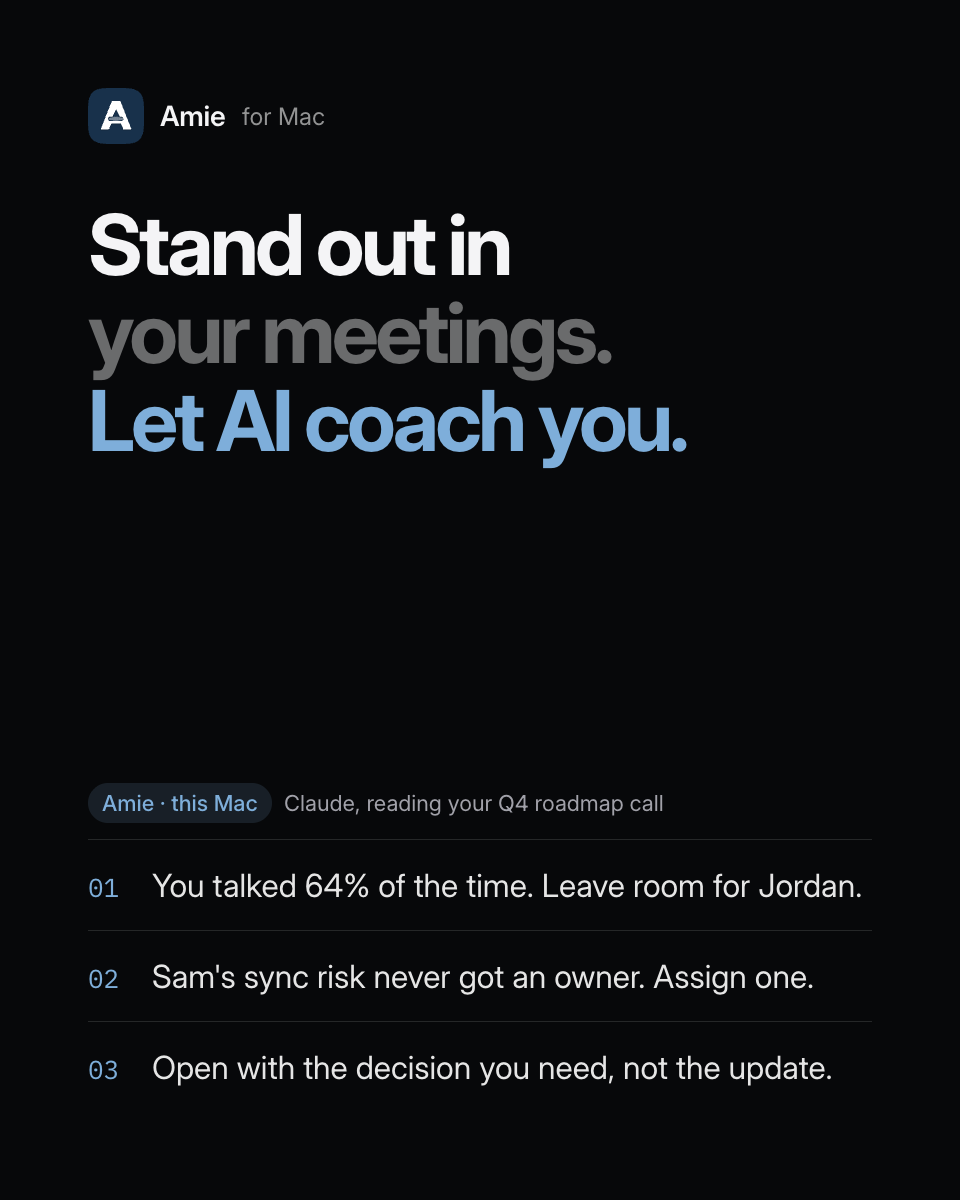 Amie for Mac
Stand out in
your meetings.
Let AI coach you.
Amie · this Mac Claude, reading your Q4 roadmap call
01 You talked 64% of the time. Leave room for Jordan.
02 Sam's sync risk never got an owner. Assign one.
03 Open with the decision you need, not the update.